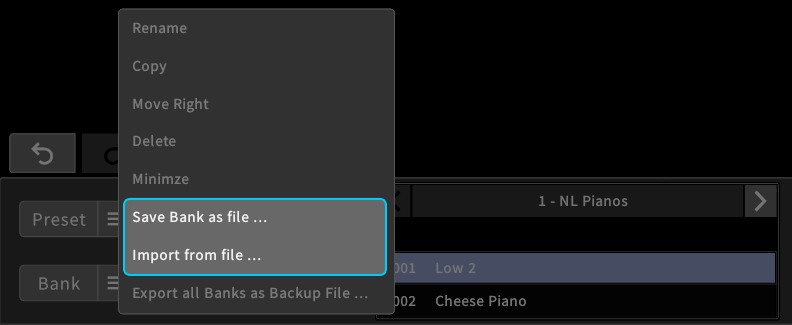 Rename
Copy
Move Right
Delete
Minimze
Save Bank as file ...
Import from file ...
Export all Banks as Backup File ...
Preset
Bank
1 - NL Pianos
001 Low 2
002 Cheese Piano